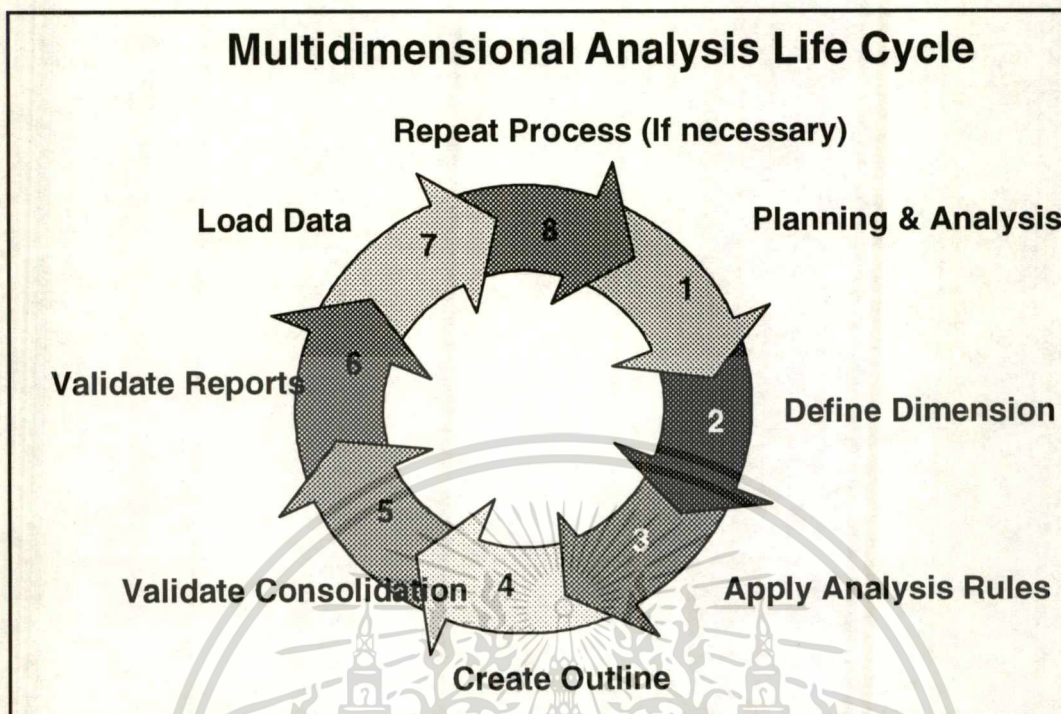 Multidimensional Analysis Life Cycle
Repeat Process (If necessary)
Load Data
Planning & Analysis
7
8
1
6
Validate Reports
2
Define Dimension
5
3
Validate Consolidation
4
Apply Analysis Rules
Create Outline